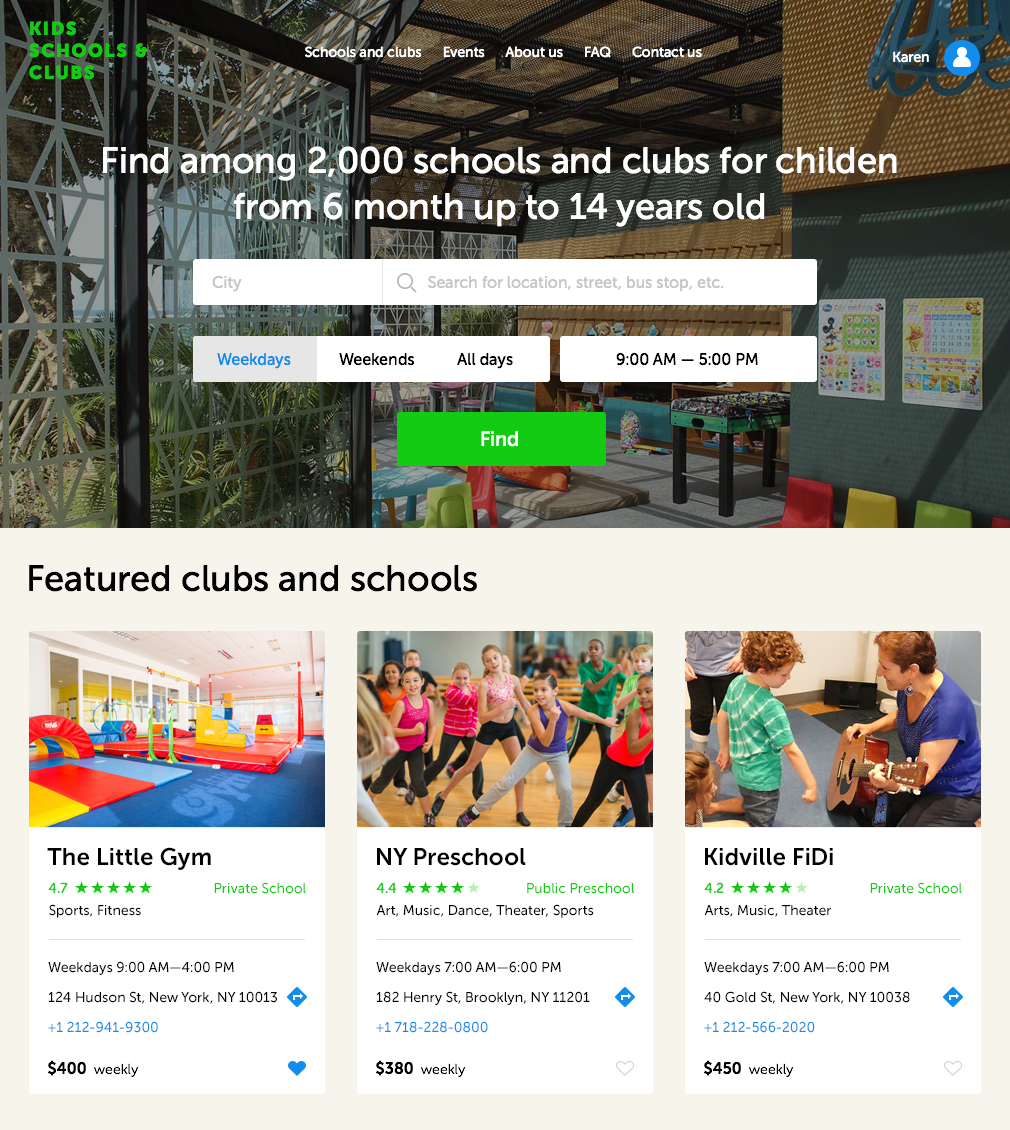 KIDS
SCHOOLS &
CLUBS
Schools and clubs Events About us FAQ Contact us
Karen
Find among 2,000 schools and clubs for childen
from 6 month up to 14 years old
City
Search for location, street, bus stop, etc.
Weekdays Weekends All days
9:00 AM — 5:00 PM
Find
Featured clubs and schools
The Little Gym
4.7 Private School
Sports, Fitness
Weekdays 9:00 AM—4:00 PM
124 Hudson St, New York, NY 10013
+1 212-941-9300
$400 weekly
NY Preschool
4.4 Public Preschool
Art, Music, Dance, Theater, Sports
Weekdays 7:00 AM—6:00 PM
182 Henry St, Brooklyn, NY 11201
+1 718-228-0800
$380 weekly
Kidville FiDi
4.2 Private School
Arts, Music, Theater
Weekdays 7:00 AM—6:00 PM
40 Gold St, New York, NY 10038
+1 212-566-2020
$450 weekly